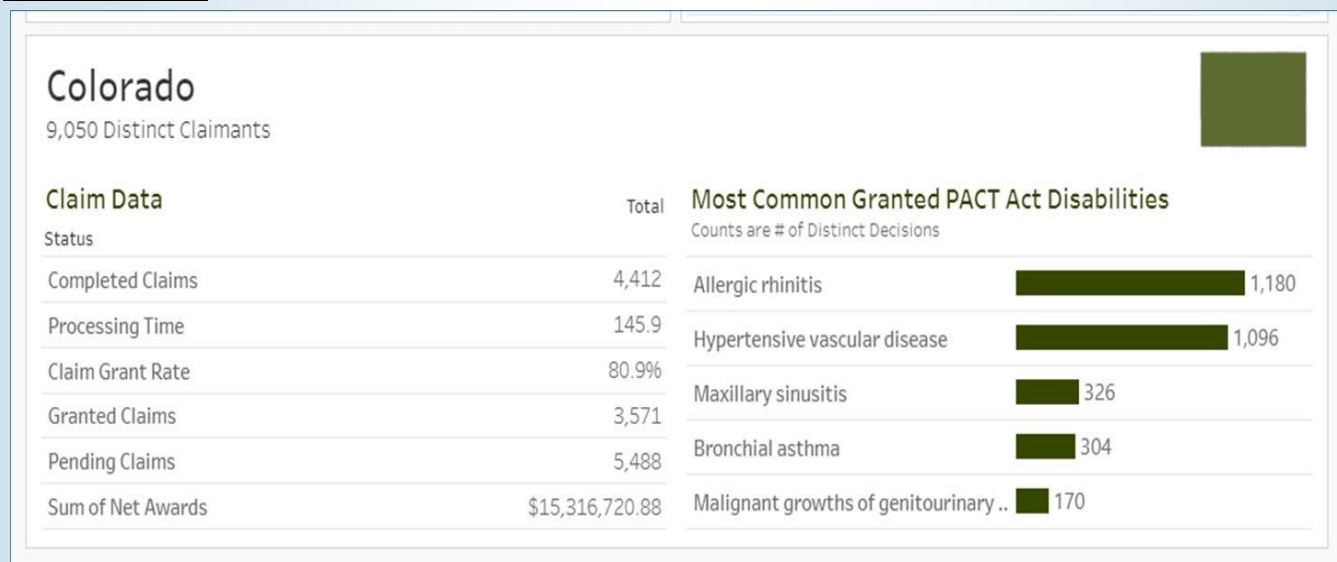 Colorado
9,050 Distinct Claimants
Claim Data
Total
Status
Completed Claims 4,412
Processing Time 145.9
Claim Grant Rate 80.9%
Granted Claims 3,571
Pending Claims 5,488
Sum of Net Awards $15,316,720.88
Most Common Granted PACT Act Disabilities
Counts are # of Distinct Decisions
Allergic rhinitis 1,180
Hypertensive vascular disease 1,096
Maxillary sinusitis 326
Bronchial asthma 304
Malignant growths of genitourinary .. 170